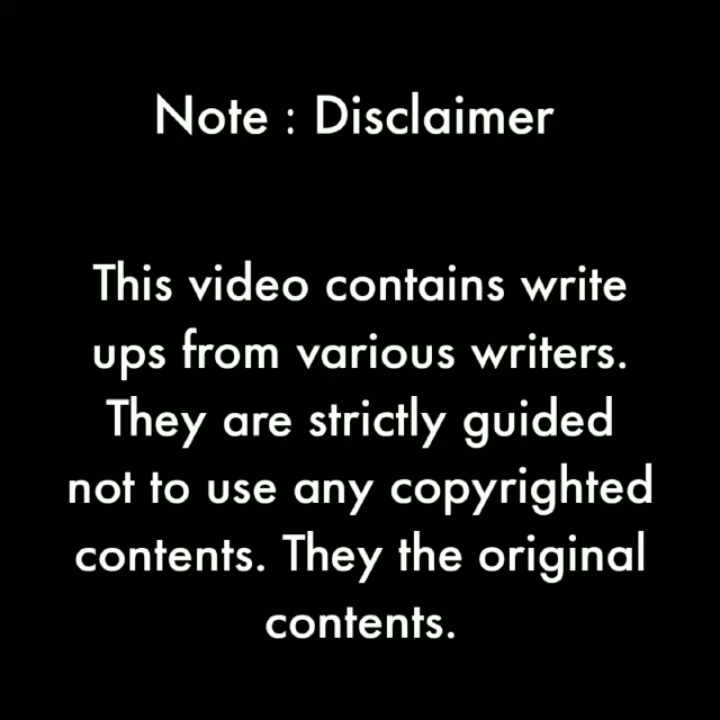 Note : Disclaimer
This video contains write
ups from various writers.
They are strictly guided
not to use any copyrighted
contents. They the original
contents.